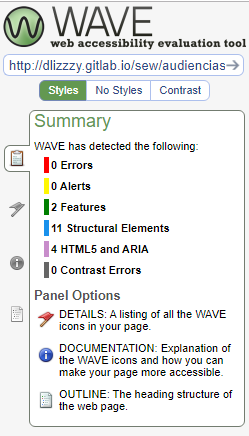 WAVE
web accessibility evaluation tool
http://dlizzzy.gitlab.io/sew/audiencias
Styles No Styles Contrast
Summary
WAVE has detected the following:
0 Errors
0 Alerts
2 Features
11 Structural Elements
4 HTML5 and ARIA
0 Contrast Errors
Panel Options
DETAILS: A listing of all the WAVE
icons in your page.
DOCUMENTATION: Explanation of
the WAVE icons and how you can
make your page more accessible.
OUTLINE: The heading structure of
the web page.